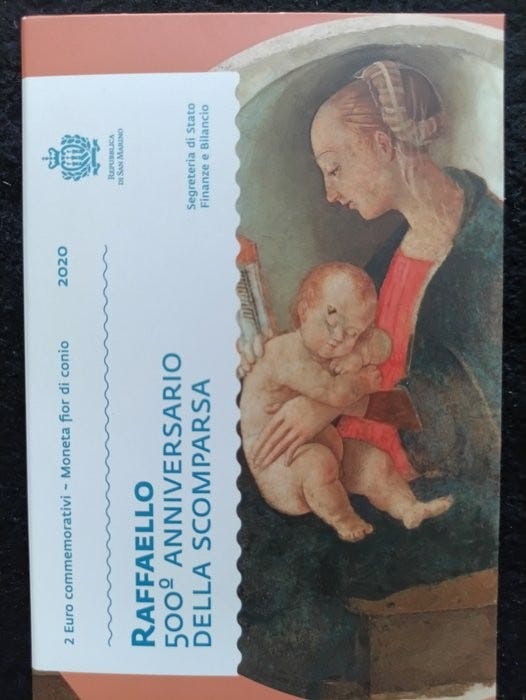 REPUBBLICA
DI SAN MARINO
Segreteria di Stato
Finanze e Bilancio
2 Euro commemorativi ~ Moneta fior di conio
2020
RAFFAELLO
500º ANNIVERSARIO
DELLA SCOMPARSA